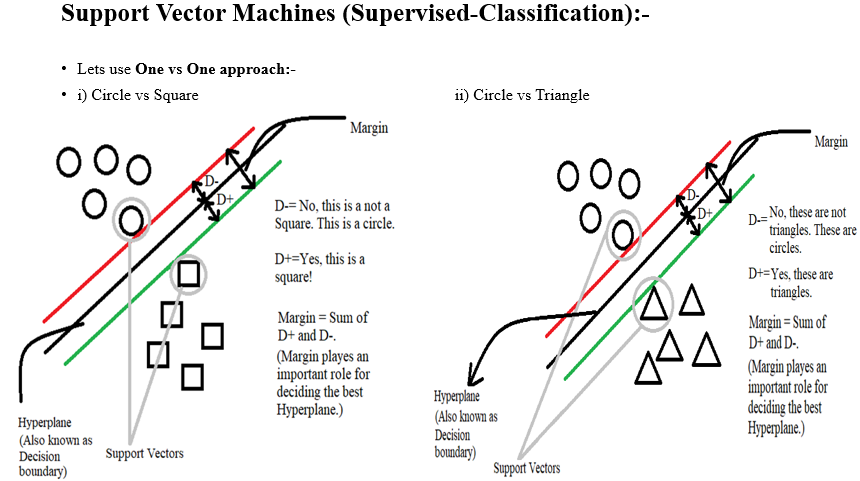 Support Vector Machines (Supervised-Classification):-
• Lets use One vs One approach:-
• i) Circle vs Square
ii) Circle vs Triangle
Margin
D-
D+
D-= No, this is a not a
Square. This is a circle.
D+=Yes, this is a
square!
Margin = Sum of
D+ and D-.
(Margin playes an
important role for
deciding the best
Hyperplane.)
Hyperplane
(Also known as
Decision
boundary)
Support Vectors
Margin
D-
D+
D-= No, these are not
triangles. These are
circles.
D+=Yes, these are
triangles.
Margin = Sum of
D+ and D-.
(Margin playes an
important role for
deciding the best
Hyperplane.)
Hyperplane
(Also known as
Decision
boundary)
Support Vectors